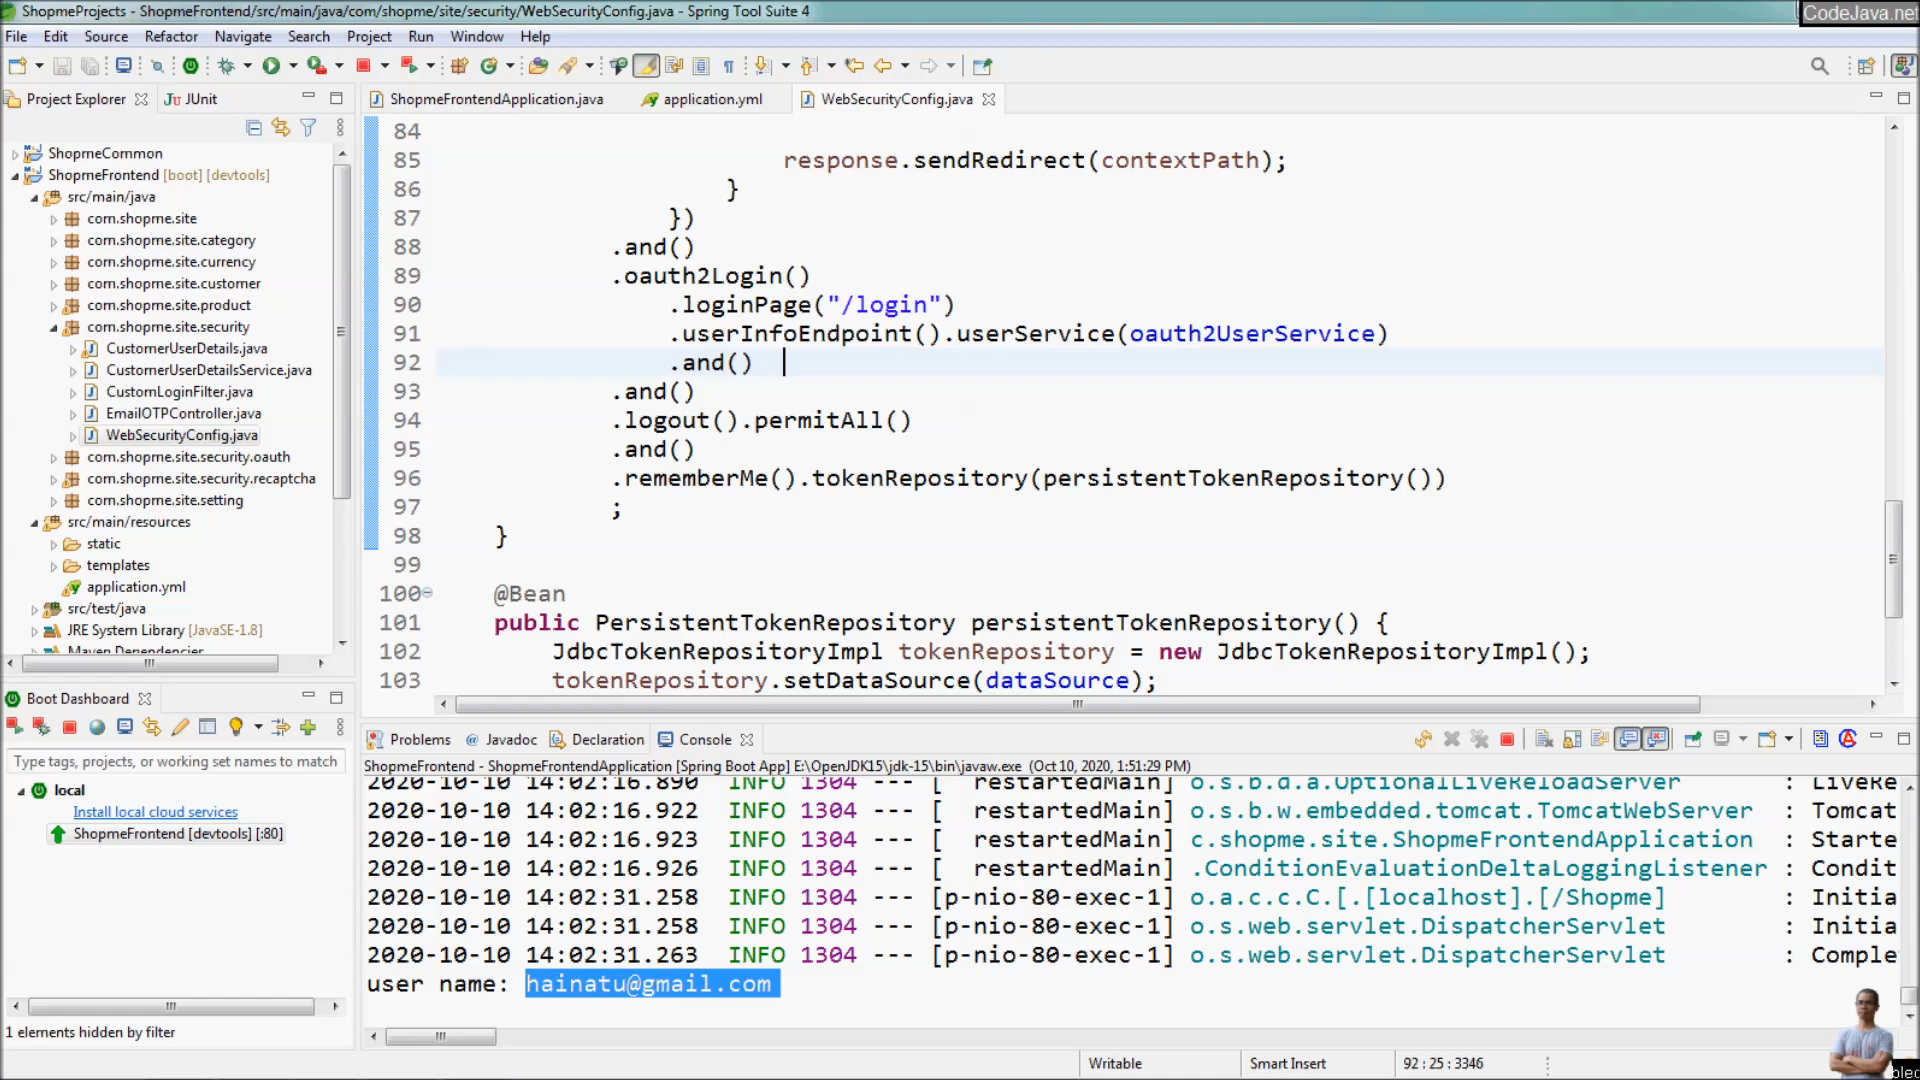 ShopmeProjects - ShopmeFrontend/src/main/java/com/shopme/site/security/WebSecurityConfig.java - Spring Tool Suite 4
CodeJava.net
File Edit Source Refactor Navigate Search Project Run Window Help
Project Explorer JUnit
ShopmeFrontendApplication.java application.yml WebSecurityConfig.java
ShopmeCommon
ShopmeFrontend [boot] [devtools]
src/main/java
com.shopme.site
com.shopme.site.category
com.shopme.site.currency
com.shopme.site.customer
com.shopme.site.product
com.shopme.site.security
CustomerUserDetails.java
CustomerUserDetailsService.java
CustomLoginFilter.java
EmailOTPController.java
WebSecurityConfig.java
com.shopme.site.security.oauth
com.shopme.site.security.recaptcha
com.shopme.site.setting
src/main/resources
static
templates
application.yml
src/test/java
JRE System Library [JavaSE-1.8]
Maven Dependencies
84
85 response.sendRedirect(contextPath);
86 }
87 })
88 .and()
89 .oauth2Login()
90 .loginPage("/login")
91 .userInfoEndpoint().userService(oauth2UserService)
92 .and()
93 .and()
94 .logout().permitAll()
95 .and()
96 .rememberMe().tokenRepository(persistentTokenRepository())
97 ;
98 }
99
100 @Bean
101 public PersistentTokenRepository persistentTokenRepository() {
102 JdbcTokenRepositoryImpl tokenRepository = new JdbcTokenRepositoryImpl();
103 tokenRepository.setDataSource(dataSource);
Boot Dashboard
Type tags, projects, or working set names to match
local
Install local cloud services
ShopmeFrontend [devtools] [:80]
1 elements hidden by filter
Problems @ Javadoc Declaration Console
ShopmeFrontend - ShopmeFrontendApplication [Spring Boot App] E:\OpenJDK15\jdk-15\bin\javaw.exe (Oct 10, 2020, 1:51:29 PM)
2020-10-10 14:02:16.890 INFO 1304 --- [ restartedMain] o.s.b.d.a.OptionalLiveReloadServer : LiveRe
2020-10-10 14:02:16.922 INFO 1304 --- [ restartedMain] o.s.b.w.embedded.tomcat.TomcatWebServer : Tomcat
2020-10-10 14:02:16.923 INFO 1304 --- [ restartedMain] c.shopme.site.ShopmeFrontendApplication : Starte
2020-10-10 14:02:16.926 INFO 1304 --- [ restartedMain] .ConditionEvaluationDeltaLoggingListener : Condit
2020-10-10 14:02:31.258 INFO 1304 --- [p-nio-80-exec-1] o.a.c.c.C.[.[localhost].[/Shopme] : Initia
2020-10-10 14:02:31.258 INFO 1304 --- [p-nio-80-exec-1] o.s.web.servlet.DispatcherServlet : Initia
2020-10-10 14:02:31.263 INFO 1304 --- [p-nio-80-exec-1] o.s.web.servlet.DispatcherServlet : Comple
user name: hainatu@gmail.com
Writable Smart Insert 92 : 25 : 3346